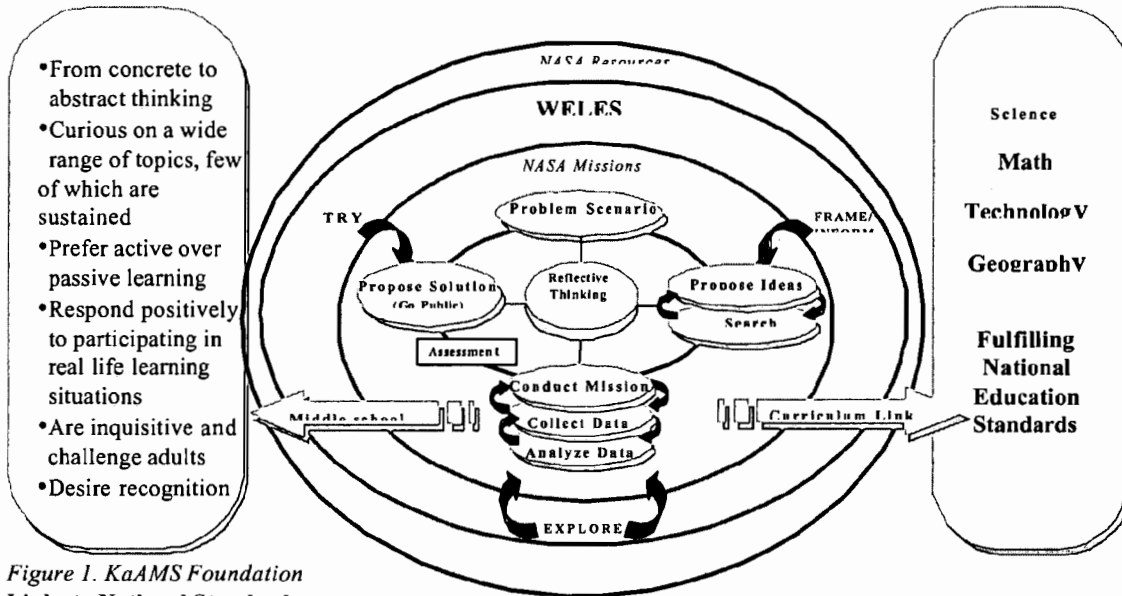 •From concrete to
abstract thinking
•Curious on a wide
range of topics, few
of which are
sustained
•Prefer active over
passive learning
•Respond positively
to participating in
real life learning
situations
•Are inquisitive and
challenge adults
•Desire recognition
NASA Resources
WELES
NASA Missions
TRY
Problem Scenario
FRAME/
INFORM
Propose Solution
(Go Public)
Reflective
Thinking
Propose Ideas
Search
Assessment
Conduct Mission
Collect Data
Analyze Data
EXPLORE
Middle school
Curriculum Link
Science
Math
Technology
Geography
Fulfilling
National
Education
Standards
Figure 1. KaAMS Foundation